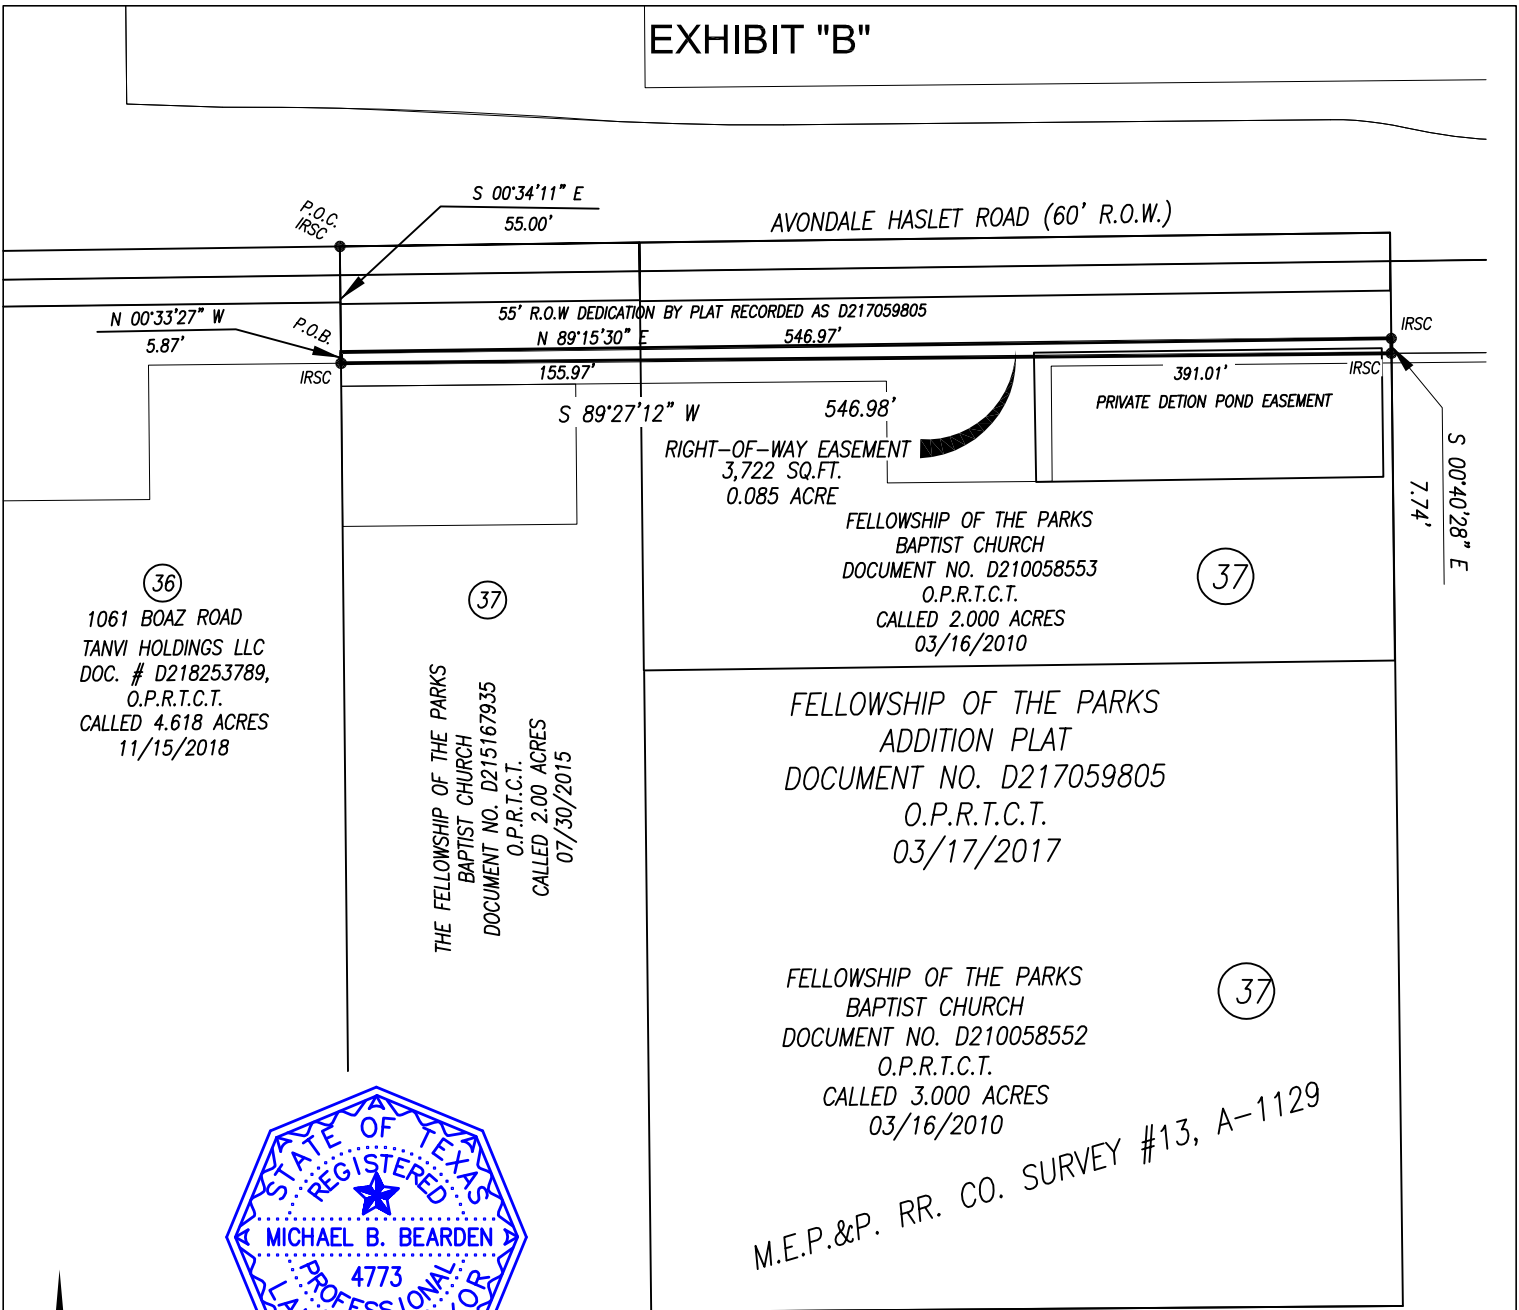 EXHIBIT "B"
S 00°34'11" E
55.00'
P.O.C.
IRSC
AVONDALE HASLET ROAD (60' R.O.W.)
N 00°33'27" W
5.87'
P.O.B.
IRSC
55' R.O.W DEDICATION BY PLAT RECORDED AS D217059805
N 89°15'30" E 546.97'
IRSC
155.97'
391.01'
IRSC
S 89°27'12" W 546.98'
PRIVATE DETION POND EASEMENT
RIGHT-OF-WAY EASEMENT
3,722 SQ.FT.
0.085 ACRE
S 00°40'28" E
7.74'
FELLOWSHIP OF THE PARKS
BAPTIST CHURCH
DOCUMENT NO. D210058553
O.P.R.T.C.T.
CALLED 2.000 ACRES
03/16/2010
37
36
1061 BOAZ ROAD
TANVI HOLDINGS LLC
DOC. # D218253789,
O.P.R.T.C.T.
CALLED 4.618 ACRES
11/15/2018
37
THE FELLOWSHIP OF THE PARKS
BAPTIST CHURCH
DOCUMENT NO. D215167935
O.P.R.T.C.T.
CALLED 2.00 ACRES
07/30/2015
FELLOWSHIP OF THE PARKS
ADDITION PLAT
DOCUMENT NO. D217059805
O.P.R.T.C.T.
03/17/2017
FELLOWSHIP OF THE PARKS
BAPTIST CHURCH
DOCUMENT NO. D210058552
O.P.R.T.C.T.
CALLED 3.000 ACRES
03/16/2010
37
M.E.P.&P. RR. CO. SURVEY #13, A-1129
STATE OF TEXAS
REGISTERED
MICHAEL B. BEARDEN
4773
PROFESSIONAL